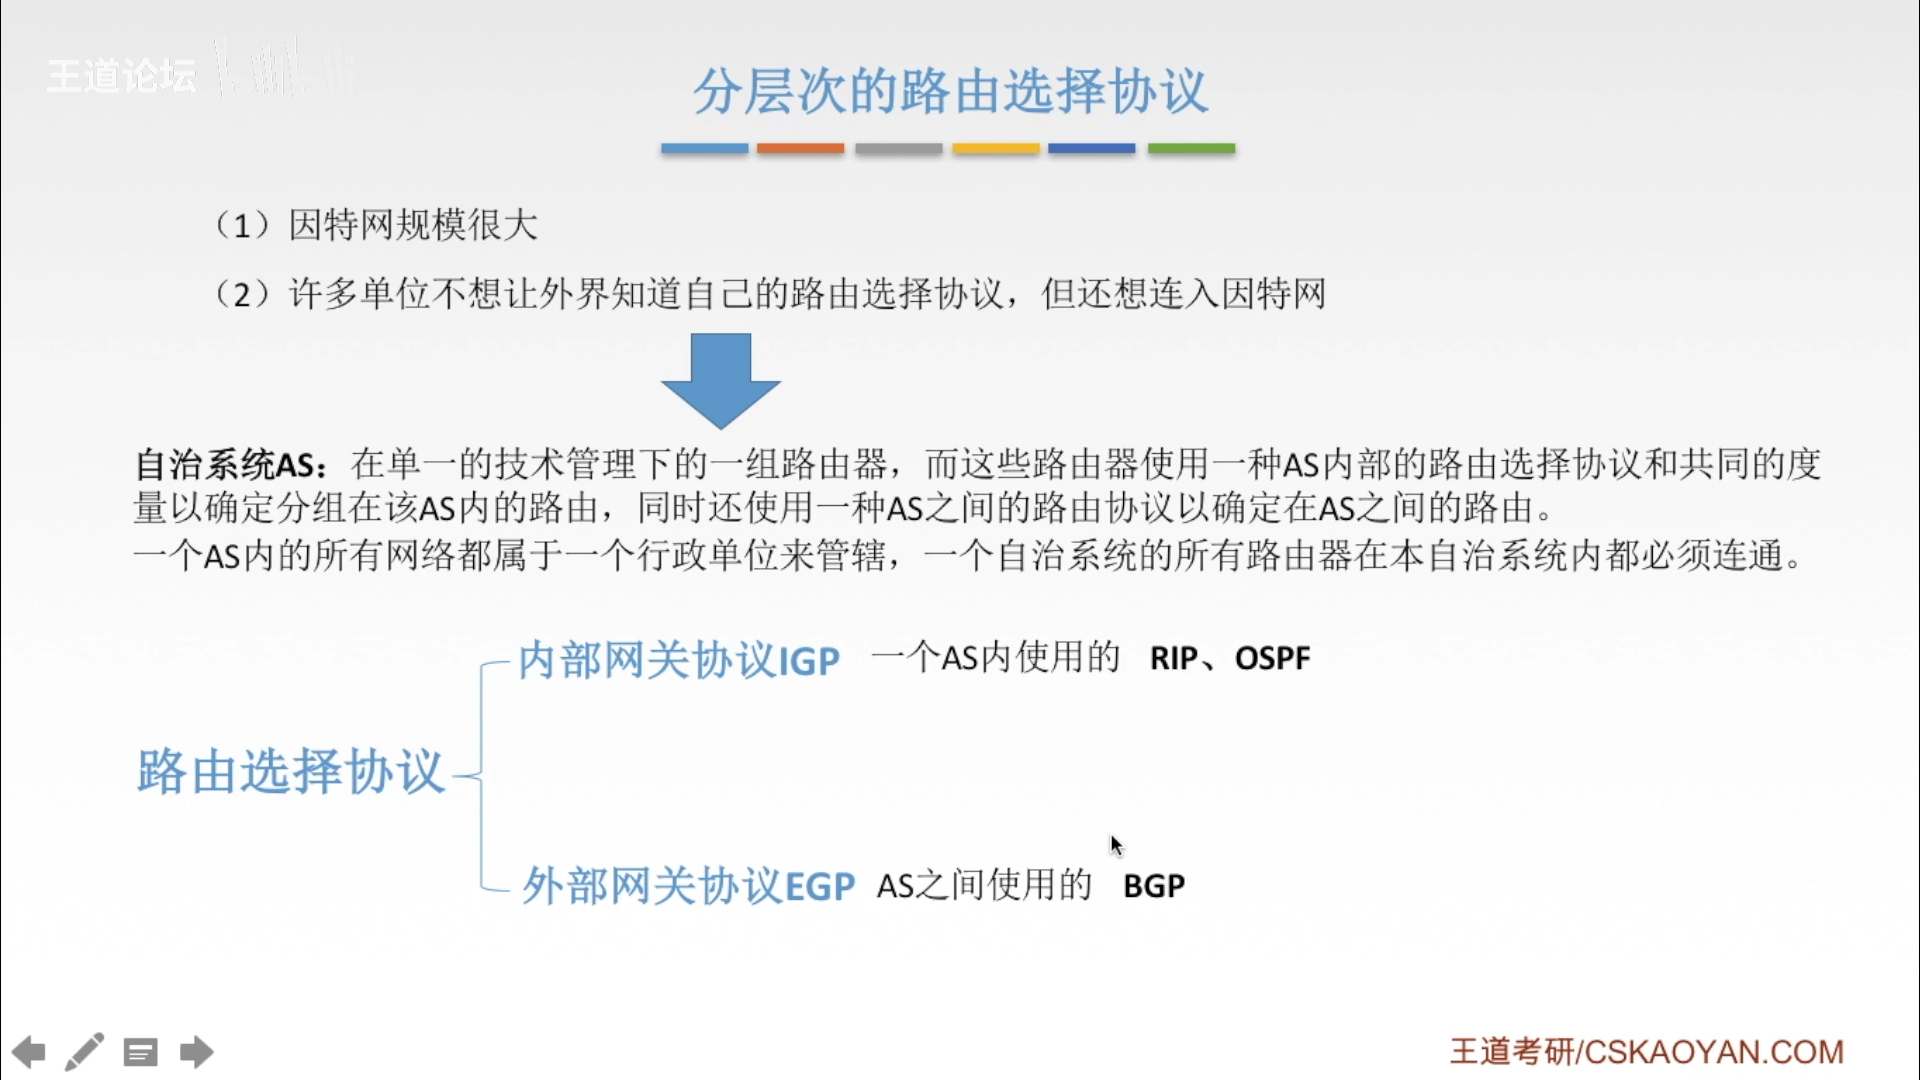 王道论坛
分层次的路由选择协议
（1）因特网规模很大
（2）许多单位不想让外界知道自己的路由选择协议，但还想连入因特网
自治系统AS：在单一的技术管理下的一组路由器，而这些路由器使用一种AS内部的路由选择协议和共同的度
量以确定分组在该AS内的路由，同时还使用一种AS之间的路由协议以确定在AS之间的路由。
一个AS内的所有网络都属于一个行政单位来管辖，一个自治系统的所有路由器在本自治系统内都必须连通。
内部网关协议IGP 一个AS内使用的 RIP、OSPF
路由选择协议
外部网关协议EGP AS之间使用的 BGP
王道考研/CSKAOYAN.COM